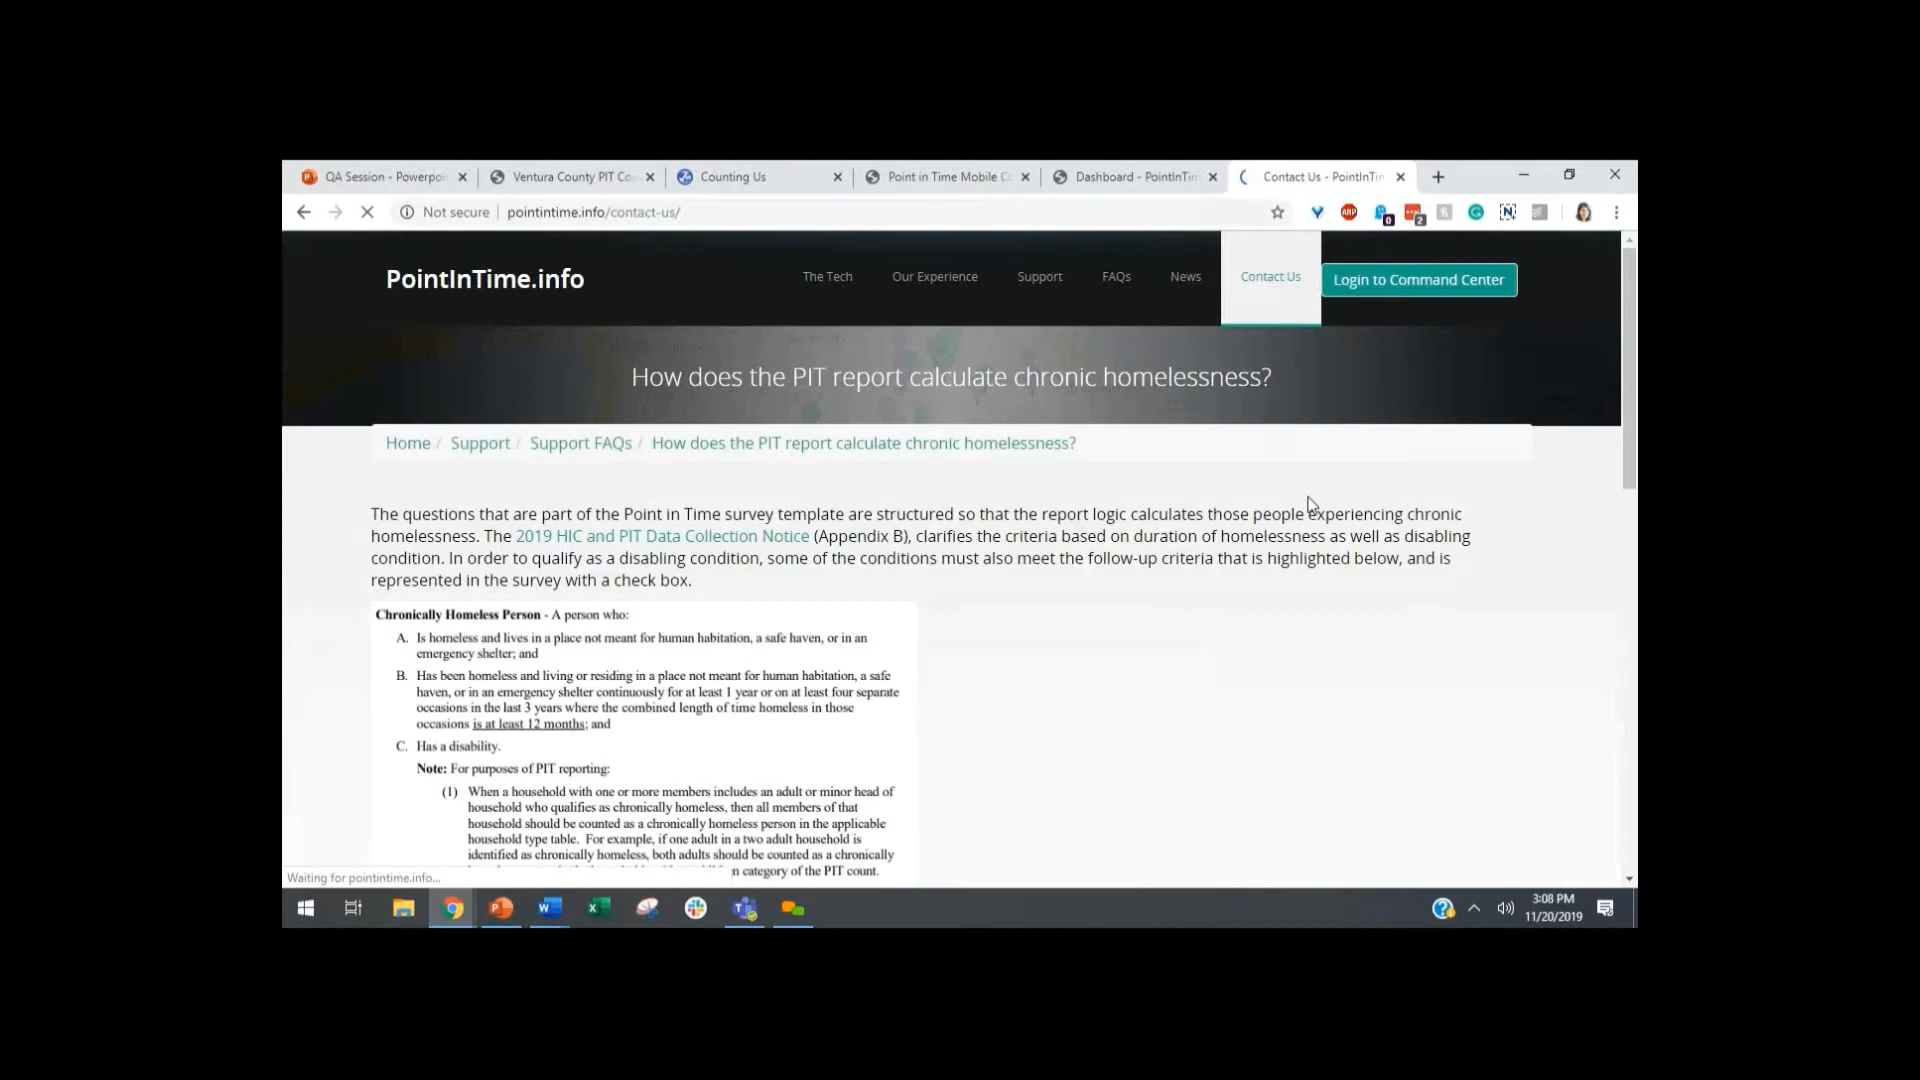 QA Session - Powerpo
Ventura County PIT Co
Counting Us
Point in Time Mobile C
Dashboard - PointInTim
Contact Us - PointInTim
Not secure | pointintime.info/contact-us/
ABP
0
2
N
PointInTime.info
The Tech
Our Experience
Support
FAQs
News
Contact Us
Login to Command Center
How does the PIT report calculate chronic homelessness?
Home / Support / Support FAQs / How does the PIT report calculate chronic homelessness?
The questions that are part of the Point in Time survey template are structured so that the report logic calculates those people experiencing chronic
homelessness. The 2019 HIC and PIT Data Collection Notice (Appendix B), clarifies the criteria based on duration of homelessness as well as disabling
condition. In order to qualify as a disabling condition, some of the conditions must also meet the follow-up criteria that is highlighted below, and is
represented in the survey with a check box.
Chronically Homeless Person - A person who:
A. Is homeless and lives in a place not meant for human habitation, a safe haven, or in an
emergency shelter; and
B. Has been homeless and living or residing in a place not meant for human habitation, a safe
haven, or in an emergency shelter continuously for at least 1 year or on at least four separate
occasions in the last 3 years where the combined length of time homeless in those
occasions is at least 12 months; and
C. Has a disability.
Note: For purposes of PIT reporting:
(1) When a household with one or more members includes an adult or minor head of
household who qualifies as chronically homeless, then all members of that
household should be counted as a chronically homeless person in the applicable
household type table. For example, if one adult in a two adult household is
identified as chronically homeless, both adults should be counted as a chronically
n category of the PIT count.
Waiting for pointintime.info...
3:08 PM
11/20/2019